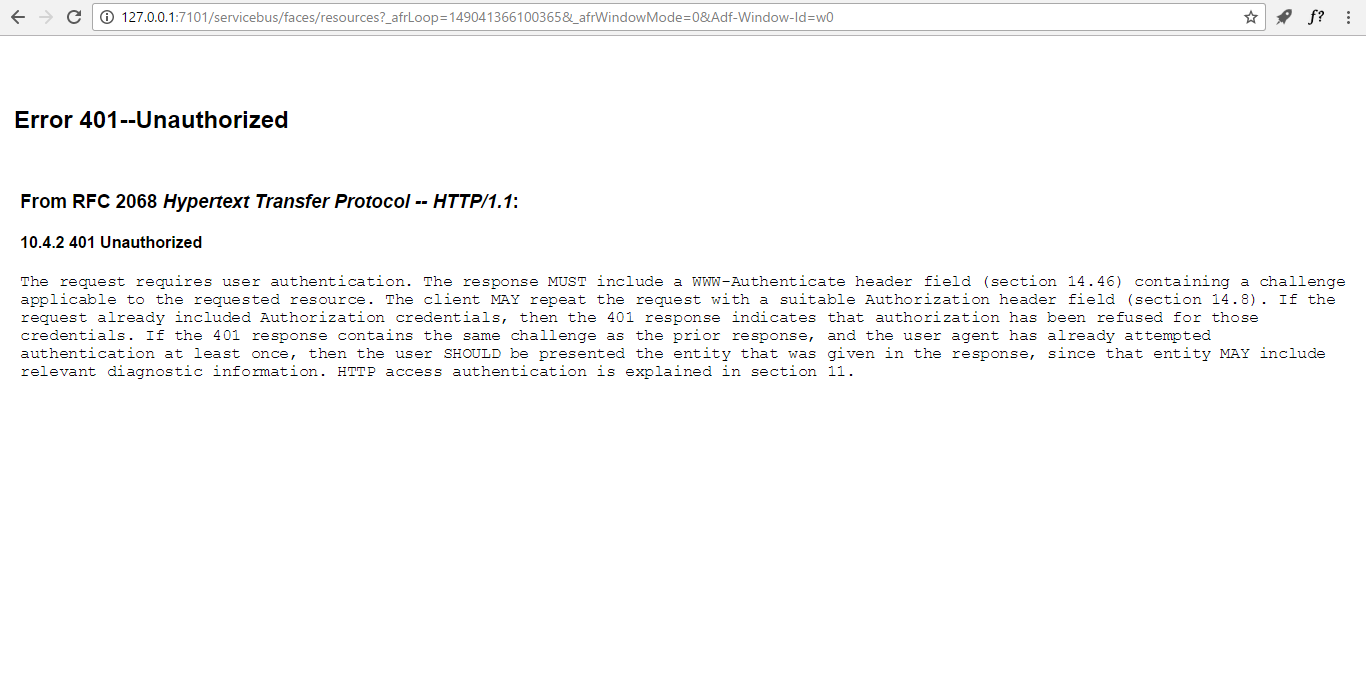 127.0.0.1:7101/servicebus/faces/resources?_afrLoop=149041366100365&_afrWindowMode=0&Adf-Window-Id=w0
f?
Error 401--Unauthorized
From RFC 2068 Hypertext Transfer Protocol -- HTTP/1.1:
10.4.2 401 Unauthorized
The request requires user authentication. The response MUST include a WWW-Authenticate header field (section 14.46) containing a challenge
applicable to the requested resource. The client MAY repeat the request with a suitable Authorization header field (section 14.8). If the
request already included Authorization credentials, then the 401 response indicates that authorization has been refused for those
credentials. If the 401 response contains the same challenge as the prior response, and the user agent has already attempted
authentication at least once, then the user SHOULD be presented the entity that was given in the response, since that entity MAY include
relevant diagnostic information. HTTP access authentication is explained in section 11.